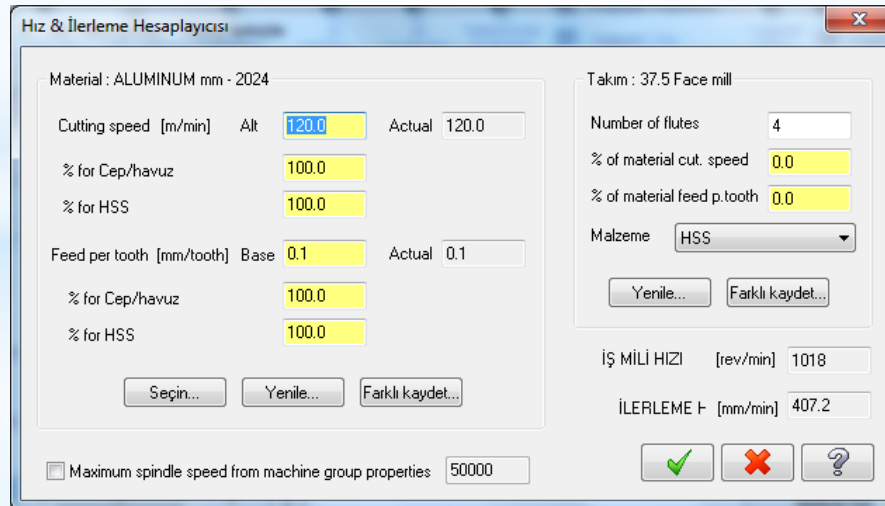 Hız & İlerleme Hesaplayıcısı
Material : ALUMINUM mm - 2024
Cutting speed [m/min] Alt 120.0 Actual 120.0
% for Cep/havuz 100.0
% for HSS 100.0
Feed per tooth [mm/tooth] Base 0.1 Actual 0.1
% for Cep/havuz 100.0
% for HSS 100.0
Seçin... Yenile... Farklı kaydet...
Maximum spindle speed from machine group properties 50000
Takım : 37.5 Face mill
Number of flutes 4
% of material cut. speed 0.0
% of material feed p.tooth 0.0
Malzeme HSS
Yenile... Farklı kaydet...
İŞ MİLİ HIZI [rev/min] 1018
İLERLEME [mm/min] 407.2